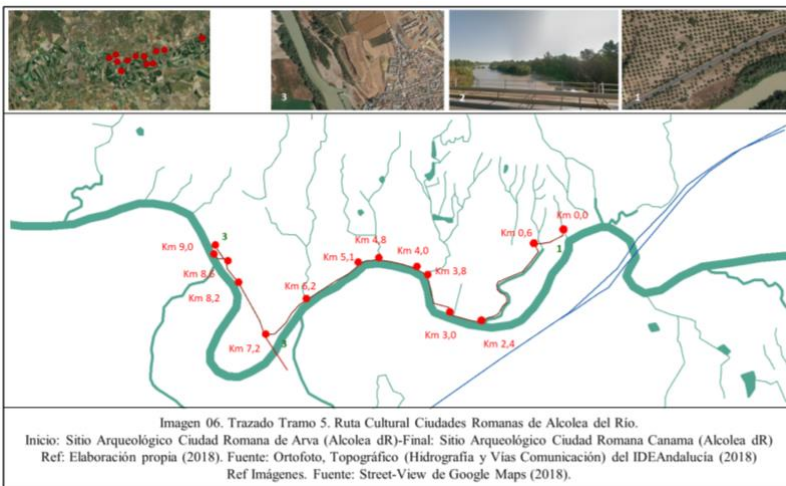 3
2
1
Km 0,0
Km 4,8
3
Km 0,6
Km 9,0
Km 5,1
Km 4,0
1
Km 3,8
Km 8,6
Km 6,2
Km 8,2
Km 3,0
Km 2,4
Km 7,2
3
Imagen 06. Trazado Tramo 5. Ruta Cultural Ciudades Romanas de Alcolea del Río.
Inicio: Sitio Arqueológico Ciudad Romana de Arva (Alcolea dR)-Final: Sitio Arqueológico Ciudad Romana Canama (Alcolea dR)
Ref: Elaboración propia (2018). Fuente: Ortofoto, Topográfico (Hidrografía y Vías Comunicación) del IDEAndalucía (2018)
Ref Imágenes. Fuente: Street-View de Google Maps (2018).